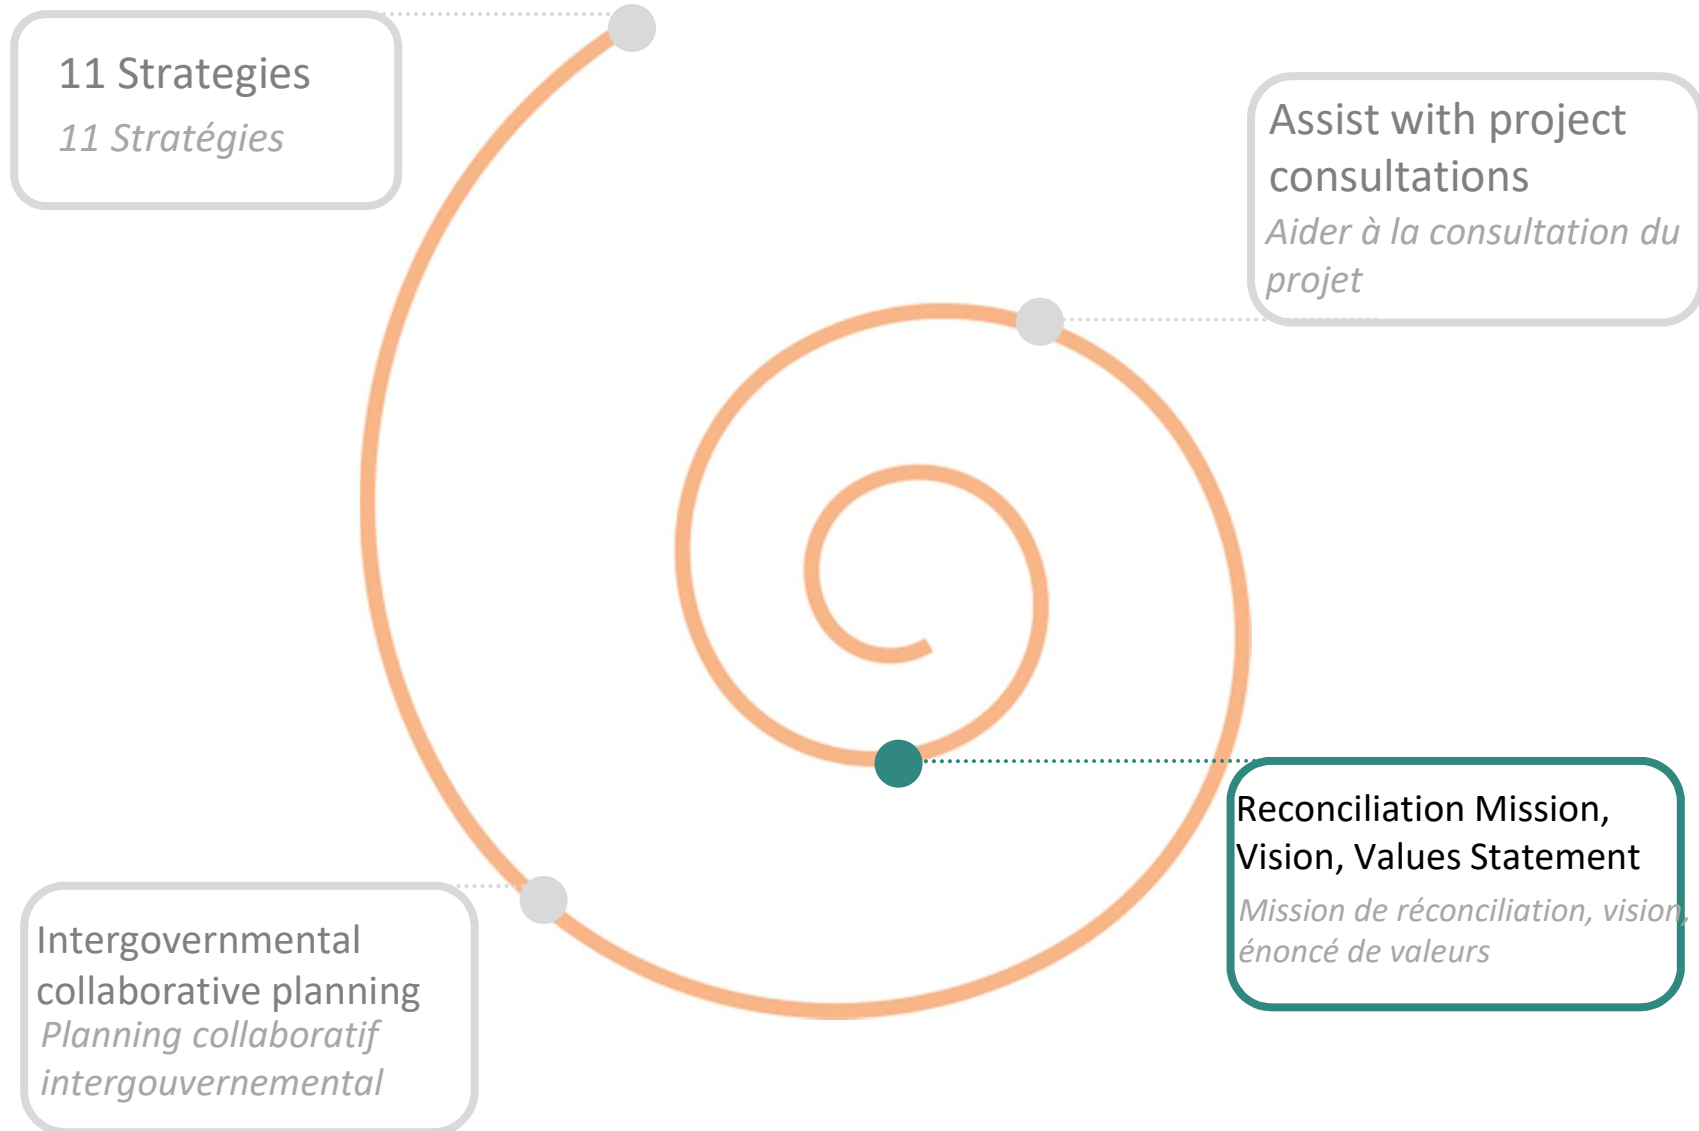 11 Strategies
11 Stratégies
Assist with project
consultations
Aider à la consultation du
projet
Reconciliation Mission,
Vision, Values Statement
Mission de réconciliation, vision,
énoncé de valeurs
Intergovernmental
collaborative planning
Planning collaboratif
intergouvernemental